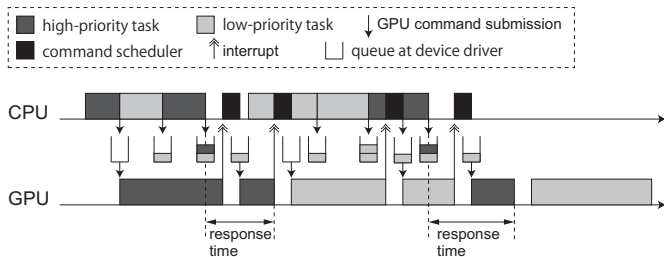 high-priority task low-priority task GPU command submission
command scheduler interrupt queue at device driver
CPU
GPU
response time
response time